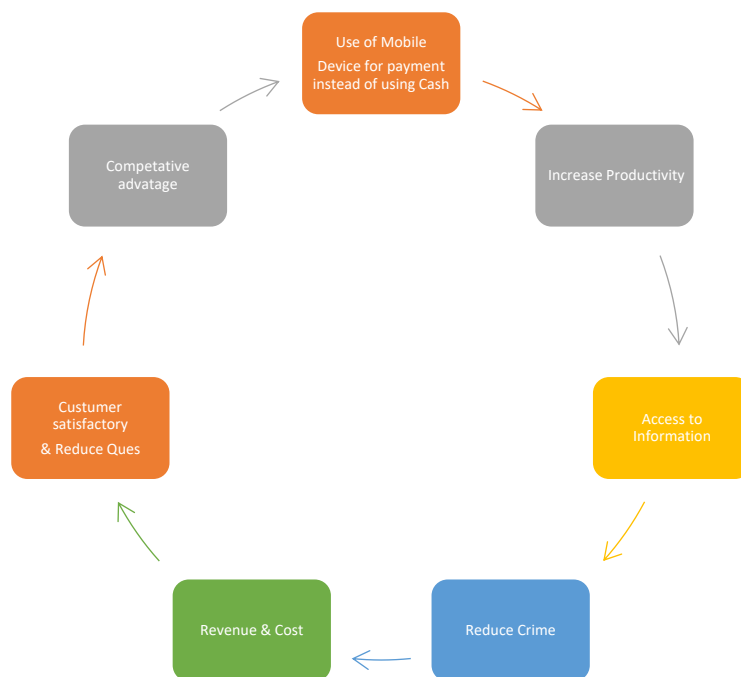 Use of Mobile
Device for payment
instead of using Cash
Increase Productivity
Access to
Information
Reduce Crime
Revenue & Cost
Custumer
satisfactory
& Reduce Ques
Competative
advatage